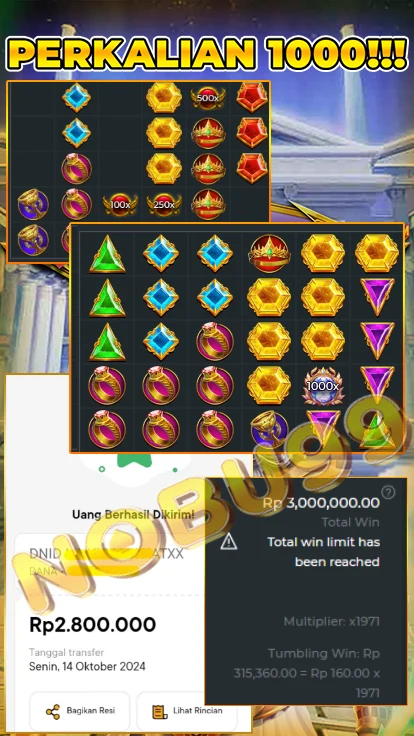 PERKALIAN 1000!!!
500x
100x
250x
1000x
NOBU99
Uang Berhasil Dikirim!
DNID
ATXX
DANA
Rp2.800.000
Tanggal transfer
Senin, 14 Oktober 2024
Bagikan Resi
Lihat Rincian
Rp 3,000,000.00
Total Win
Total win limit has
been reached
Multiplier: x1971
Tumbling Win: Rp
315,360.00 = Rp 160.00 x
1971